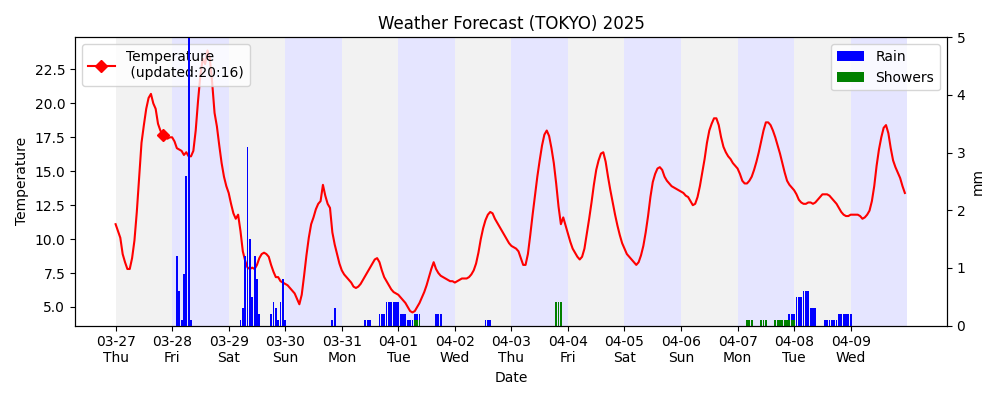 Weather Forecast (TOKYO) 2025
Temperature
(updated:20:16)
Rain
Showers
Temperature
22.5
20.0
17.5
15.0
12.5
10.0
7.5
5.0
5
4
3
2
1
0
mm
03-27 03-28 03-29 03-30 03-31 04-01 04-02 04-03 04-04 04-05 04-06 04-07 04-08 04-09
Thu Fri Sat Sun Mon Tue Wed Thu Fri Sat Sun Mon Tue Wed
Date